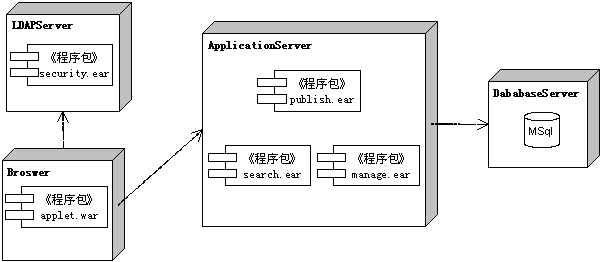 LDAPServer
《程序包》
security.ear
ApplicationServer
《程序包》
publish.ear
《程序包》
search.ear
《程序包》
manage.ear
DababaseServer
MSql
Broswer
《程序包》
applet.war